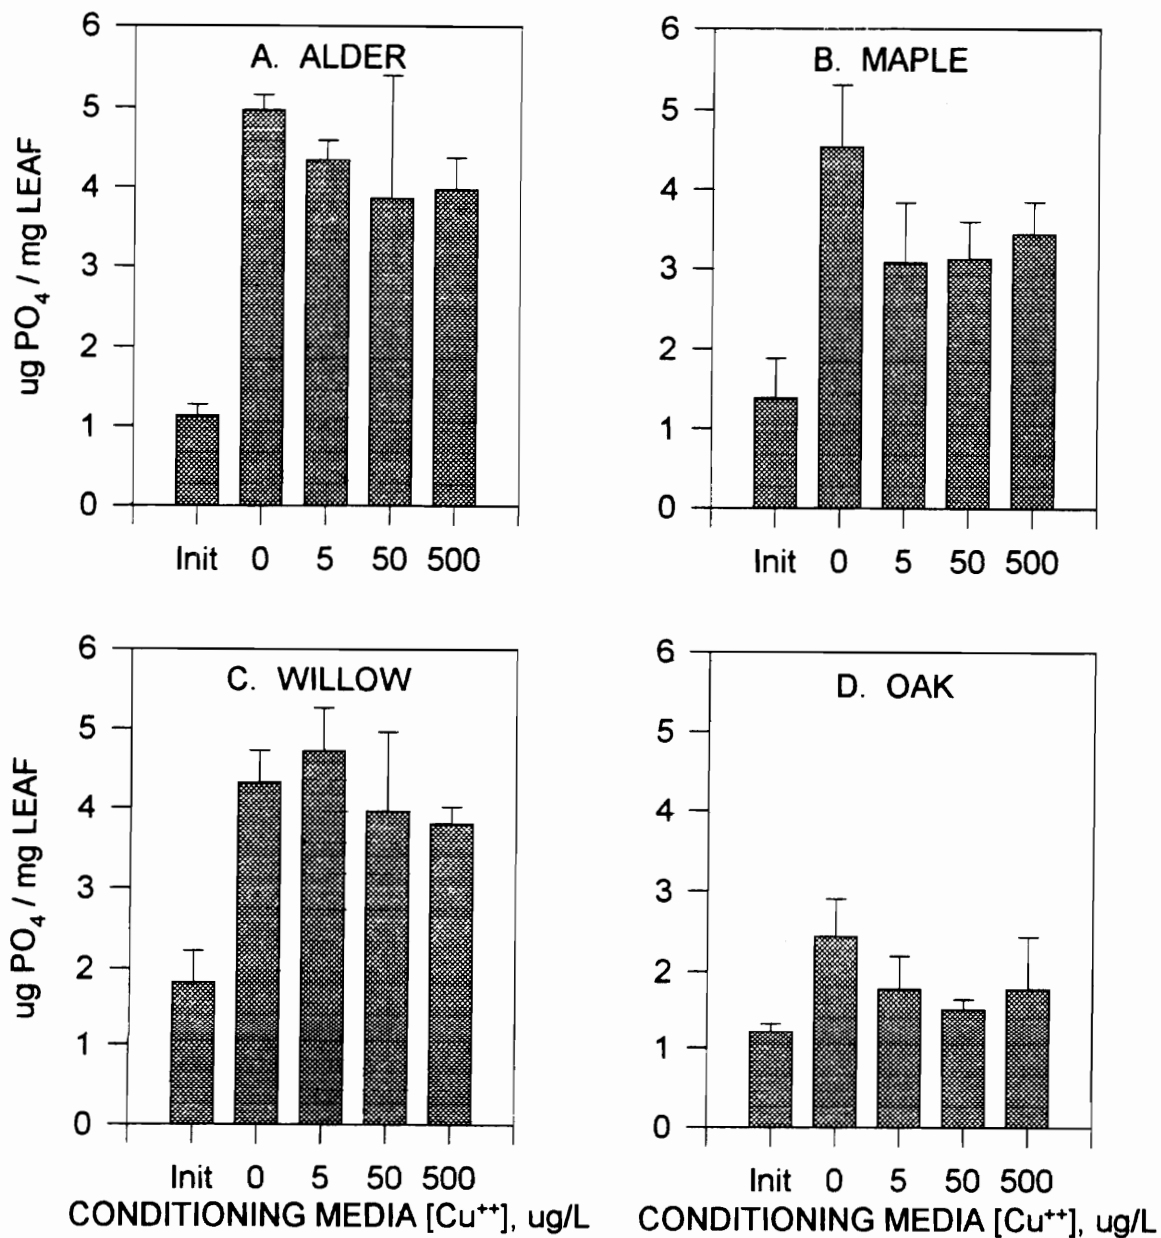 A. ALDER
ug PO₄ / mg LEAF
6
5
4
3
2
1
0
Init 0 5 50 500
B. MAPLE
6
5
4
3
2
1
0
Init 0 5 50 500
C. WILLOW
ug PO₄ / mg LEAF
6
5
4
3
2
1
0
Init 0 5 50 500
CONDITIONING MEDIA [Cu⁺⁺], ug/L
D. OAK
6
5
4
3
2
1
0
Init 0 5 50 500
CONDITIONING MEDIA [Cu⁺⁺], ug/L